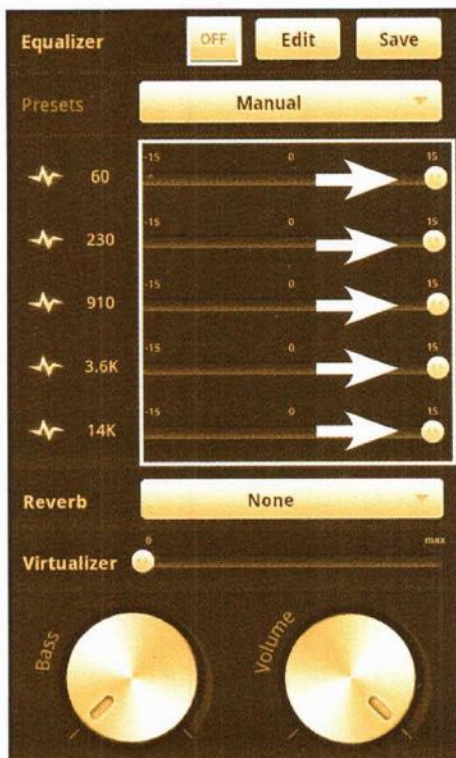 Equalizer OFF Edit Save
Presets Manual
-15 0 15
60
-15 0 15
230
-15 0 15
910
-15 0 15
3.6K
-15 0 15
14K
Reverb None
0 max
Virtualizer
Bass Volume